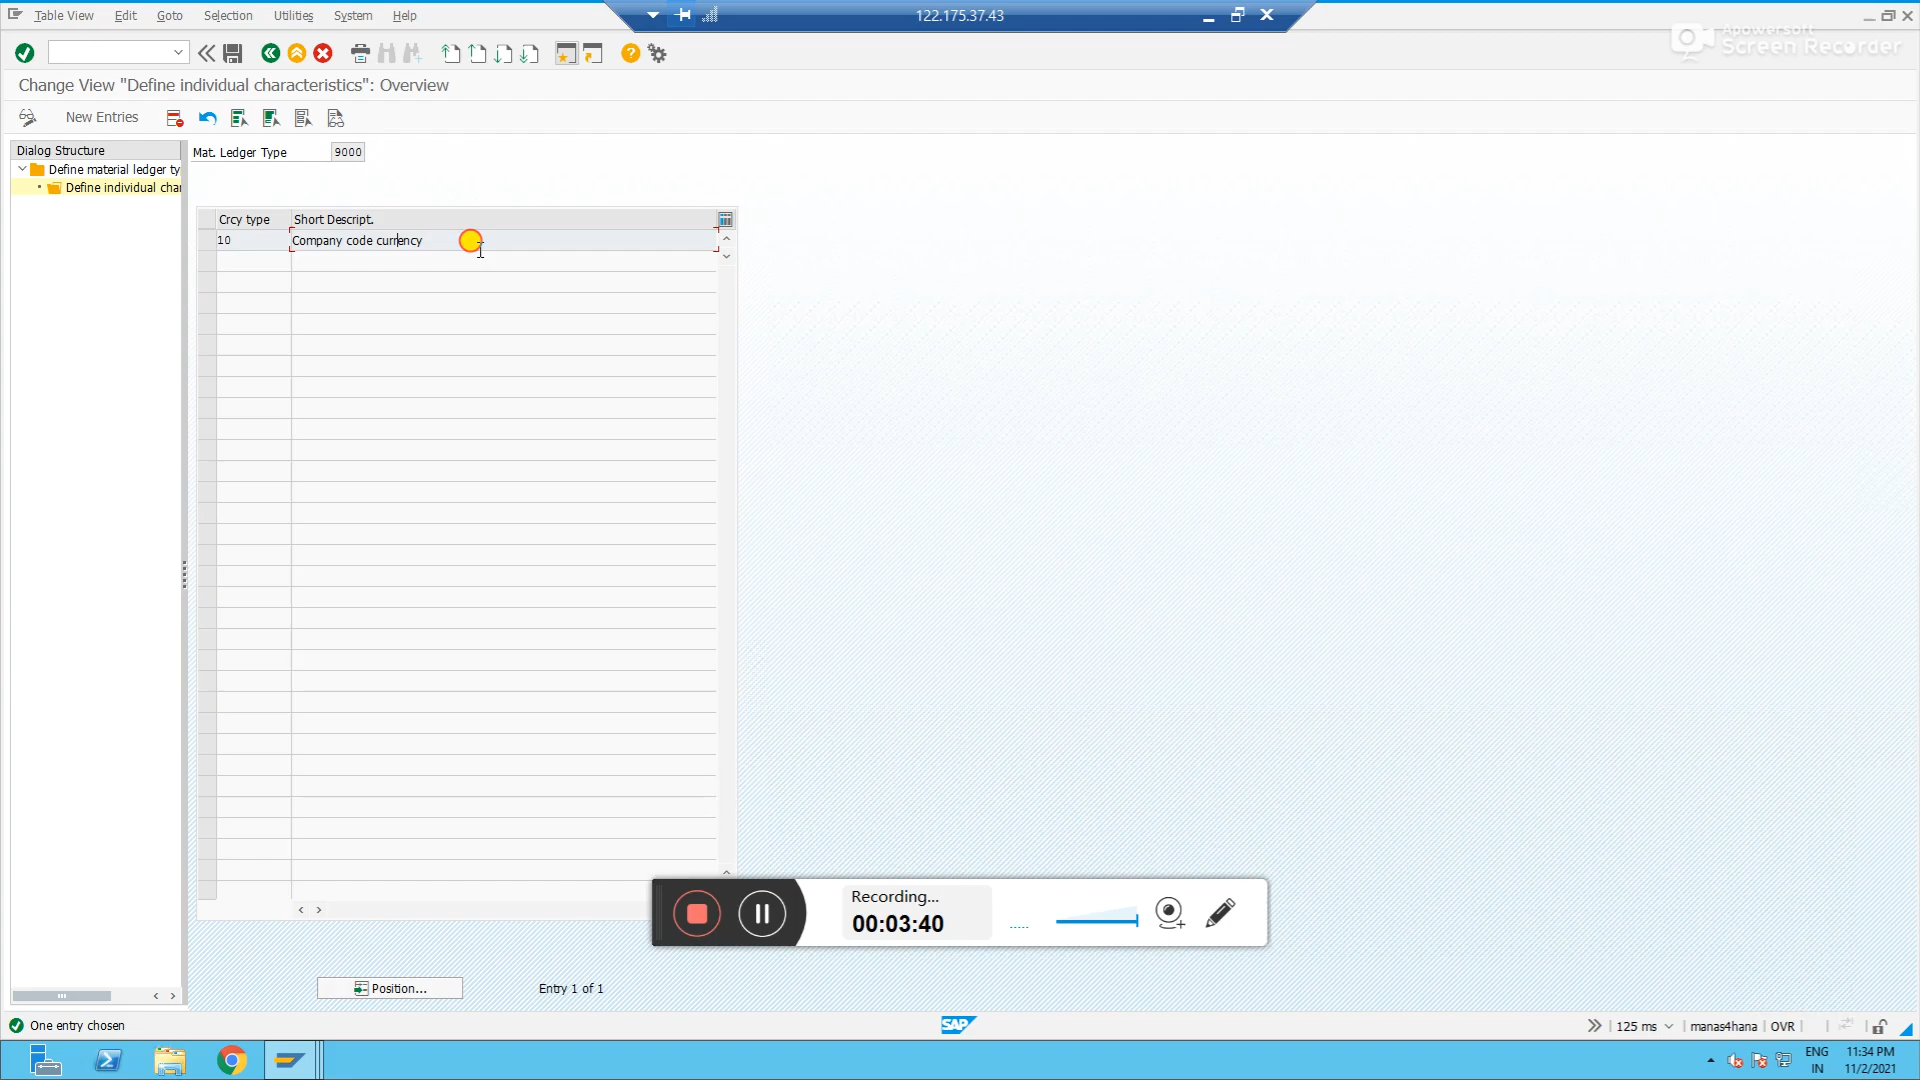 Table View Edit Goto Selection Utilities System Help
122.175.37.43
Apowersoft
Screen Recorder
Change View "Define individual characteristics": Overview
New Entries
Dialog Structure
Define material ledger ty
Define individual char
Mat. Ledger Type 9000
Crcy type Short Descript.
10 Company code currency
Recording...
00:03:40
Position...
Entry 1 of 1
One entry chosen
SAP
125 ms manas4hana OVR
ENG
IN
11:34 PM
11/2/2021